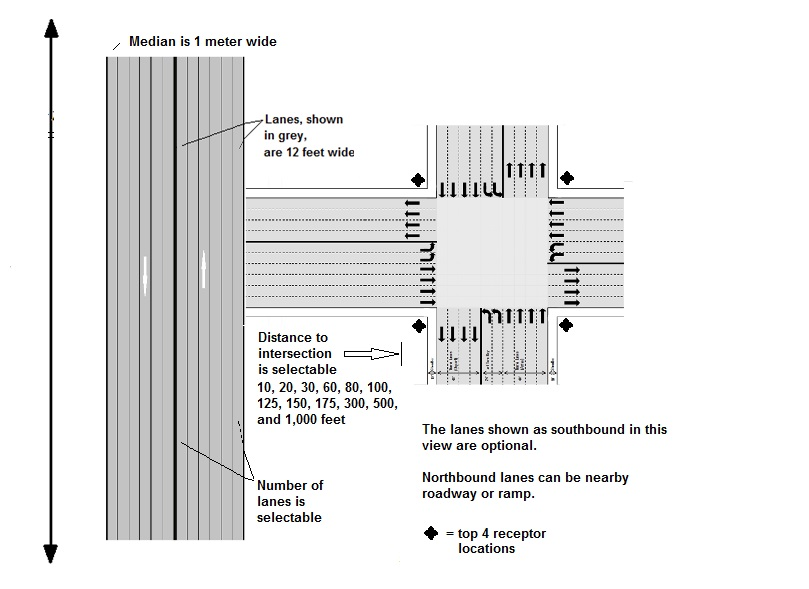 Median is 1 meter wide
Lanes, shown
in grey,
are 12 feet wide
Distance to
intersection
is selectable
10, 20, 30, 60, 80, 100,
125, 150, 175, 300, 500,
and 1,000 feet
Number of
lanes is
selectable
The lanes shown as southbound in this
view are optional.
Northbound lanes can be nearby
roadway or ramp.
= top 4 receptor
locations